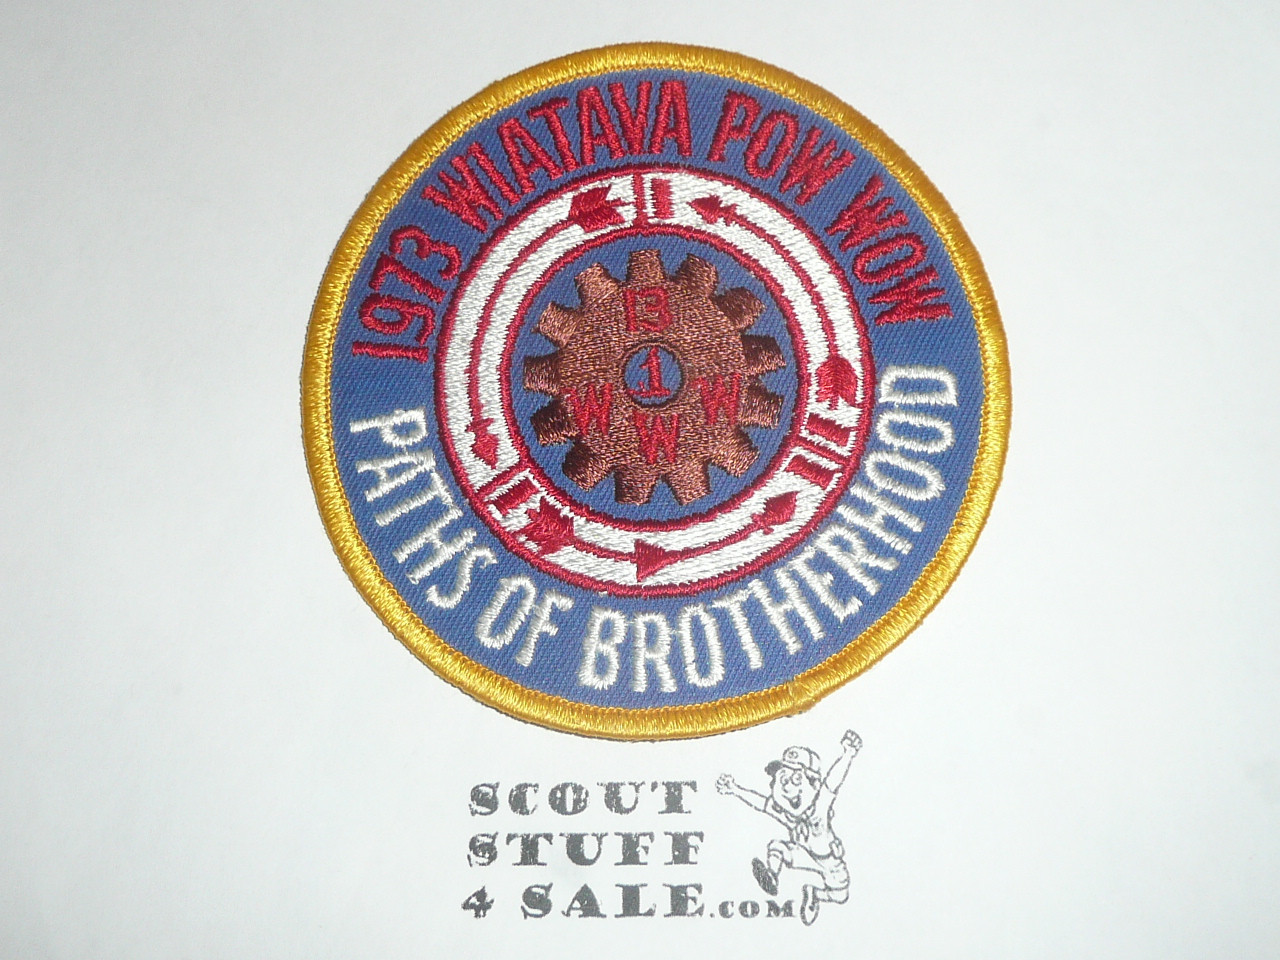 1973 WIATAVA POW WOW
13
1
W W W
PATHS OF BROTHERHOOD
SCOUT
STUFF
4 SALE.COM